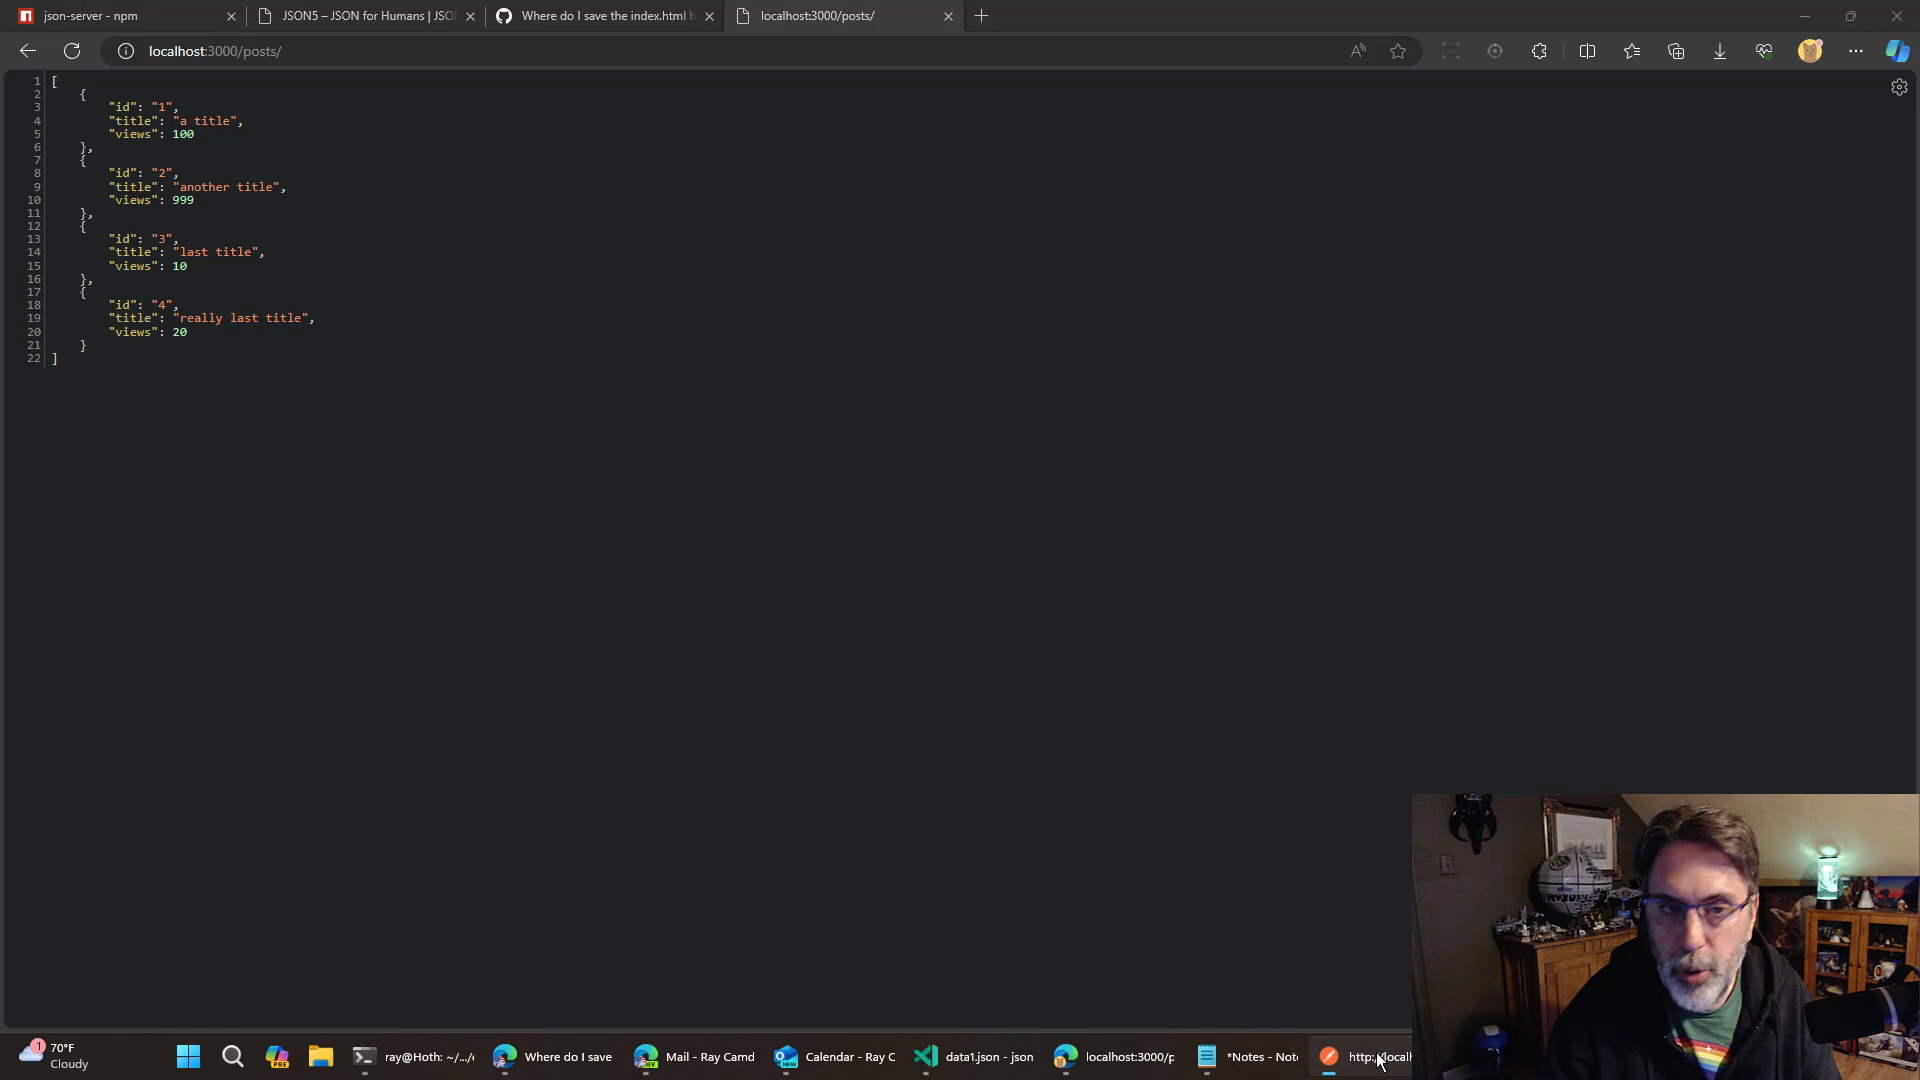 json-server - npm
JSON5 – JSON for Humans | JSO
Where do I save the index.html b
localhost:3000/posts/
localhost:3000/posts/
1 [
2 {
3 "id": "1",
4 "title": "a title",
5 "views": 100
6 },
7 {
8 "id": "2",
9 "title": "another title",
10 "views": 999
11 },
12 {
13 "id": "3",
14 "title": "last title",
15 "views": 10
16 },
17 {
18 "id": "4",
19 "title": "really last title",
20 "views": 20
21 }
22 ]
1
70°F
Cloudy
PRE
ray@Hoth: ~/.../
Where do I save
Mail - Ray Camd
NEW
Calendar - Ray C
data1.json - json
localhost:3000/p
*Notes - Not
http://localh